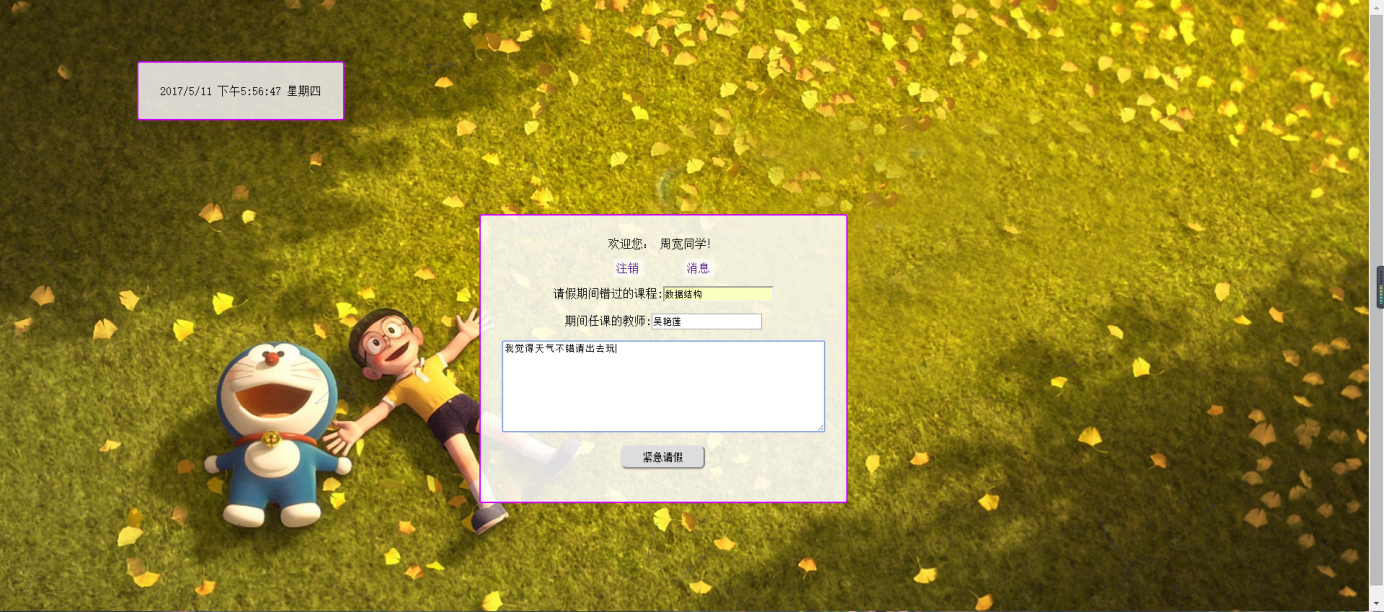 2017/5/11 下午5:56:47 星期四
欢迎您： 周宽同学!
注销 消息
请假期间错过的课程:数据结构
期间任课的教师:吴艳莲
我觉得天气不错请出去玩
紧急请假